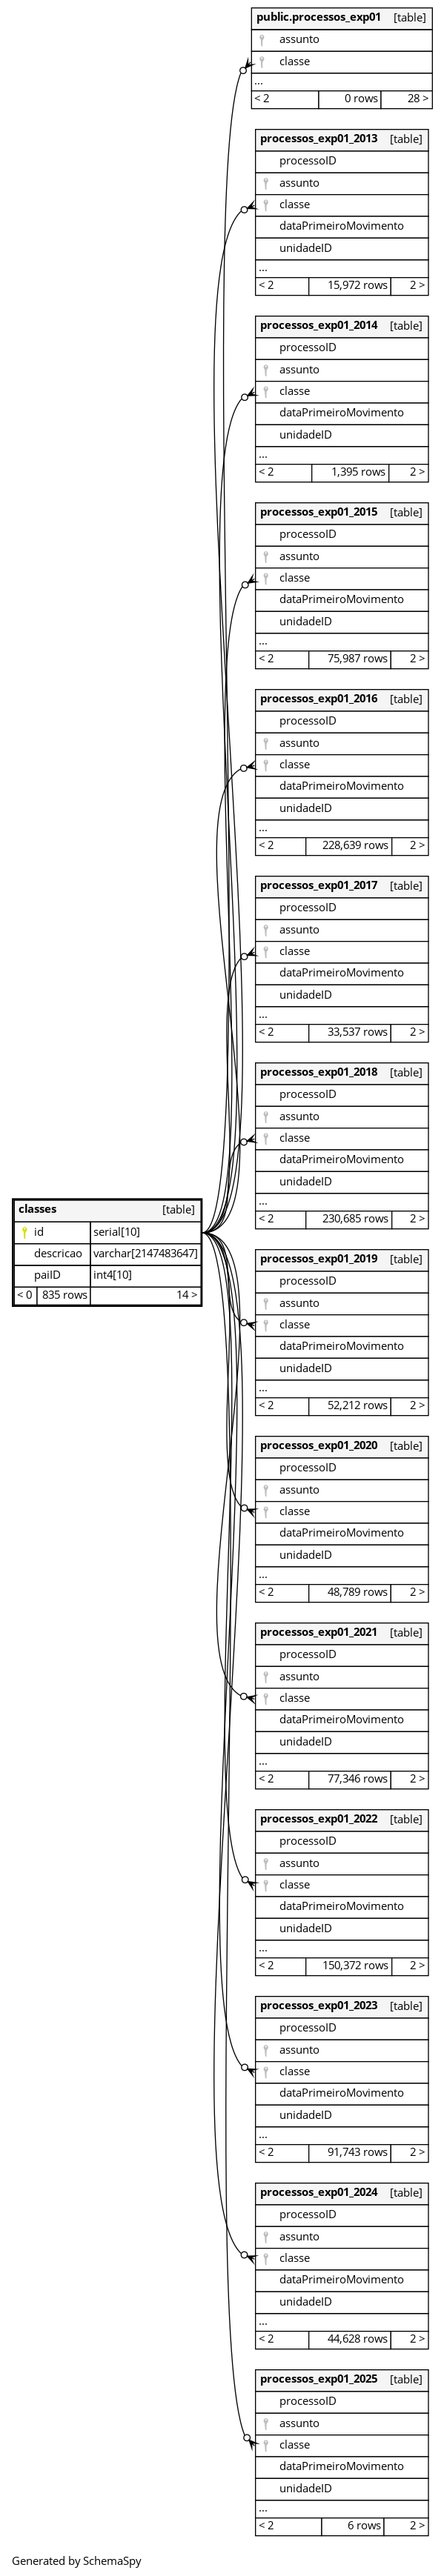 public.processos_exp01 [table]
assunto
classe
...
< 2 0 rows 28 >
processos_exp01_2013 [table]
processoID
assunto
classe
dataPrimeiroMovimento
unidadeID
...
< 2 15,972 rows 2 >
processos_exp01_2014 [table]
processoID
assunto
classe
dataPrimeiroMovimento
unidadeID
...
< 2 1,395 rows 2 >
processos_exp01_2015 [table]
processoID
assunto
classe
dataPrimeiroMovimento
unidadeID
...
< 2 75,987 rows 2 >
processos_exp01_2016 [table]
processoID
assunto
classe
dataPrimeiroMovimento
unidadeID
...
< 2 228,639 rows 2 >
processos_exp01_2017 [table]
processoID
assunto
classe
dataPrimeiroMovimento
unidadeID
...
< 2 33,537 rows 2 >
processos_exp01_2018 [table]
processoID
assunto
classe
dataPrimeiroMovimento
unidadeID
...
< 2 230,685 rows 2 >
classes [table]
id serial[10]
descricao varchar[2147483647]
paiID int4[10]
< 0 835 rows 14 >
processos_exp01_2019 [table]
processoID
assunto
classe
dataPrimeiroMovimento
unidadeID
...
< 2 52,212 rows 2 >
processos_exp01_2020 [table]
processoID
assunto
classe
dataPrimeiroMovimento
unidadeID
...
< 2 48,789 rows 2 >
processos_exp01_2021 [table]
processoID
assunto
classe
dataPrimeiroMovimento
unidadeID
...
< 2 77,346 rows 2 >
processos_exp01_2022 [table]
processoID
assunto
classe
dataPrimeiroMovimento
unidadeID
...
< 2 150,372 rows 2 >
processos_exp01_2023 [table]
processoID
assunto
classe
dataPrimeiroMovimento
unidadeID
...
< 2 91,743 rows 2 >
processos_exp01_2024 [table]
processoID
assunto
classe
dataPrimeiroMovimento
unidadeID
...
< 2 44,628 rows 2 >
processos_exp01_2025 [table]
processoID
assunto
classe
dataPrimeiroMovimento
unidadeID
...
< 2 6 rows 2 >
Generated by SchemaSpy